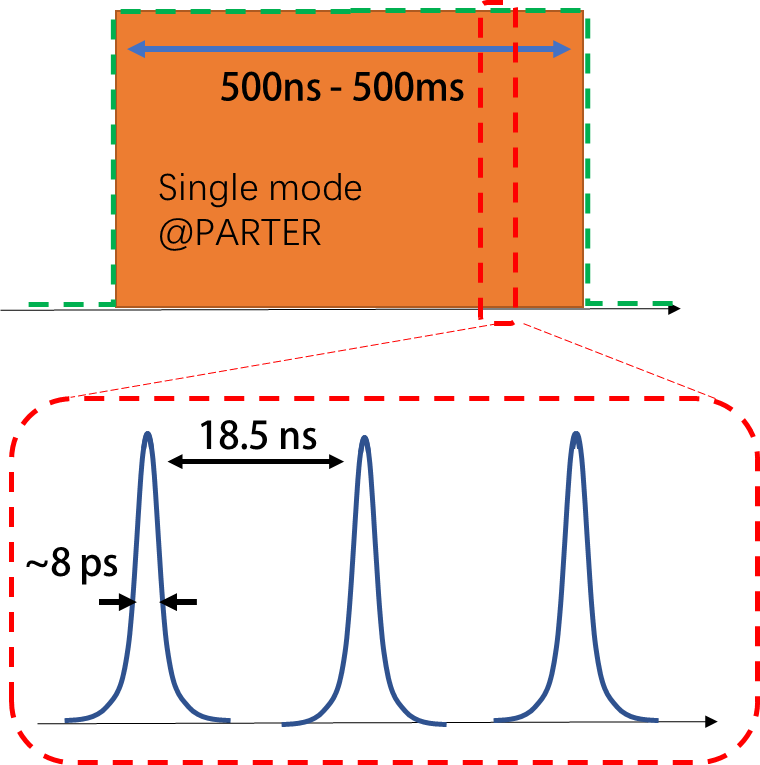 500ns - 500ms
Single mode
@PARTER
18.5 ns
~8 ps